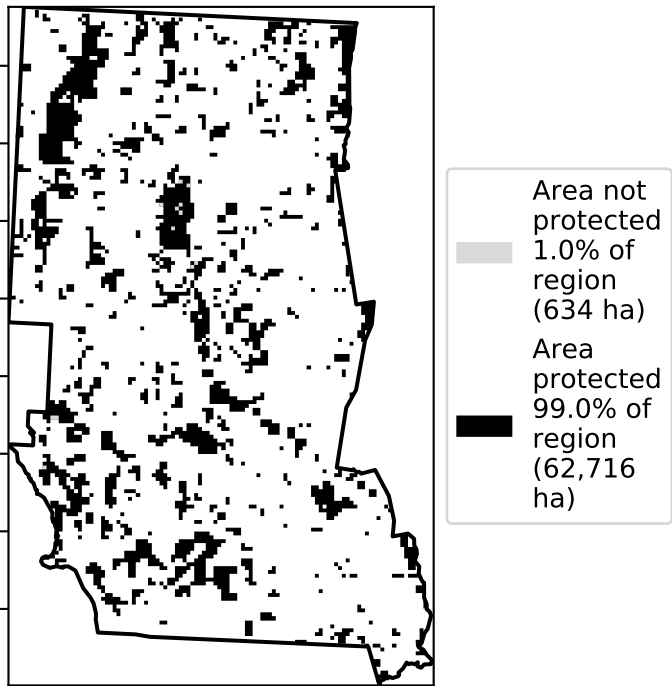 Area not
protected
1.0% of
region
(634 ha)
Area
protected
99.0% of
region
(62,716
ha)